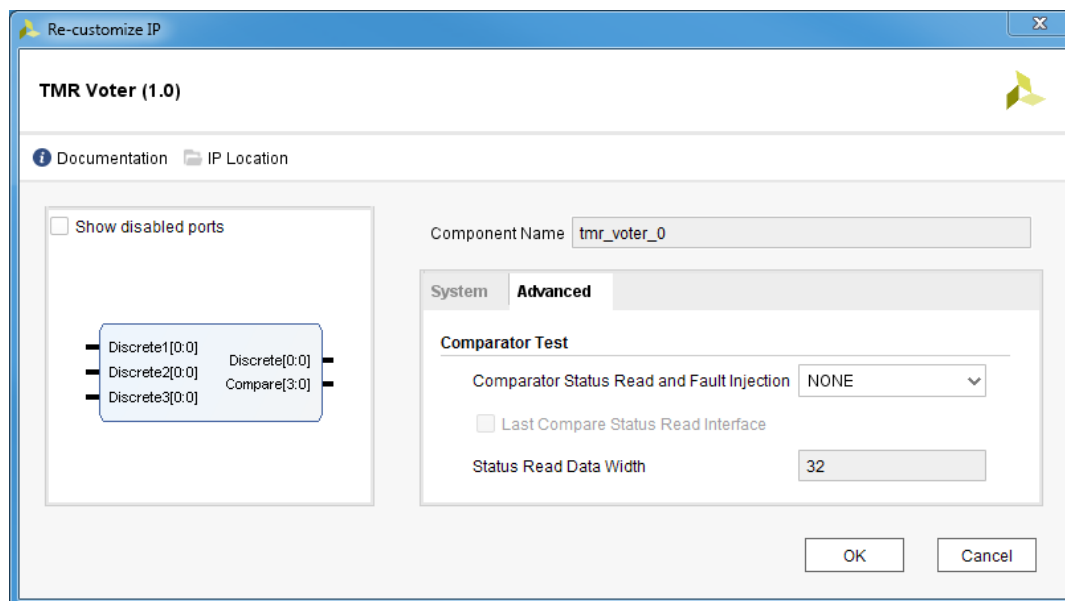 Re-customize IP
TMR Voter (1.0)
Documentation IP Location
Show disabled ports
Discrete1[0:0]
Discrete2[0:0]
Discrete3[0:0]
Discrete[0:0]
Compare[3:0]
Component Name tmr_voter_0
System Advanced
Comparator Test
Comparator Status Read and Fault Injection NONE
Last Compare Status Read Interface
Status Read Data Width 32
OK Cancel